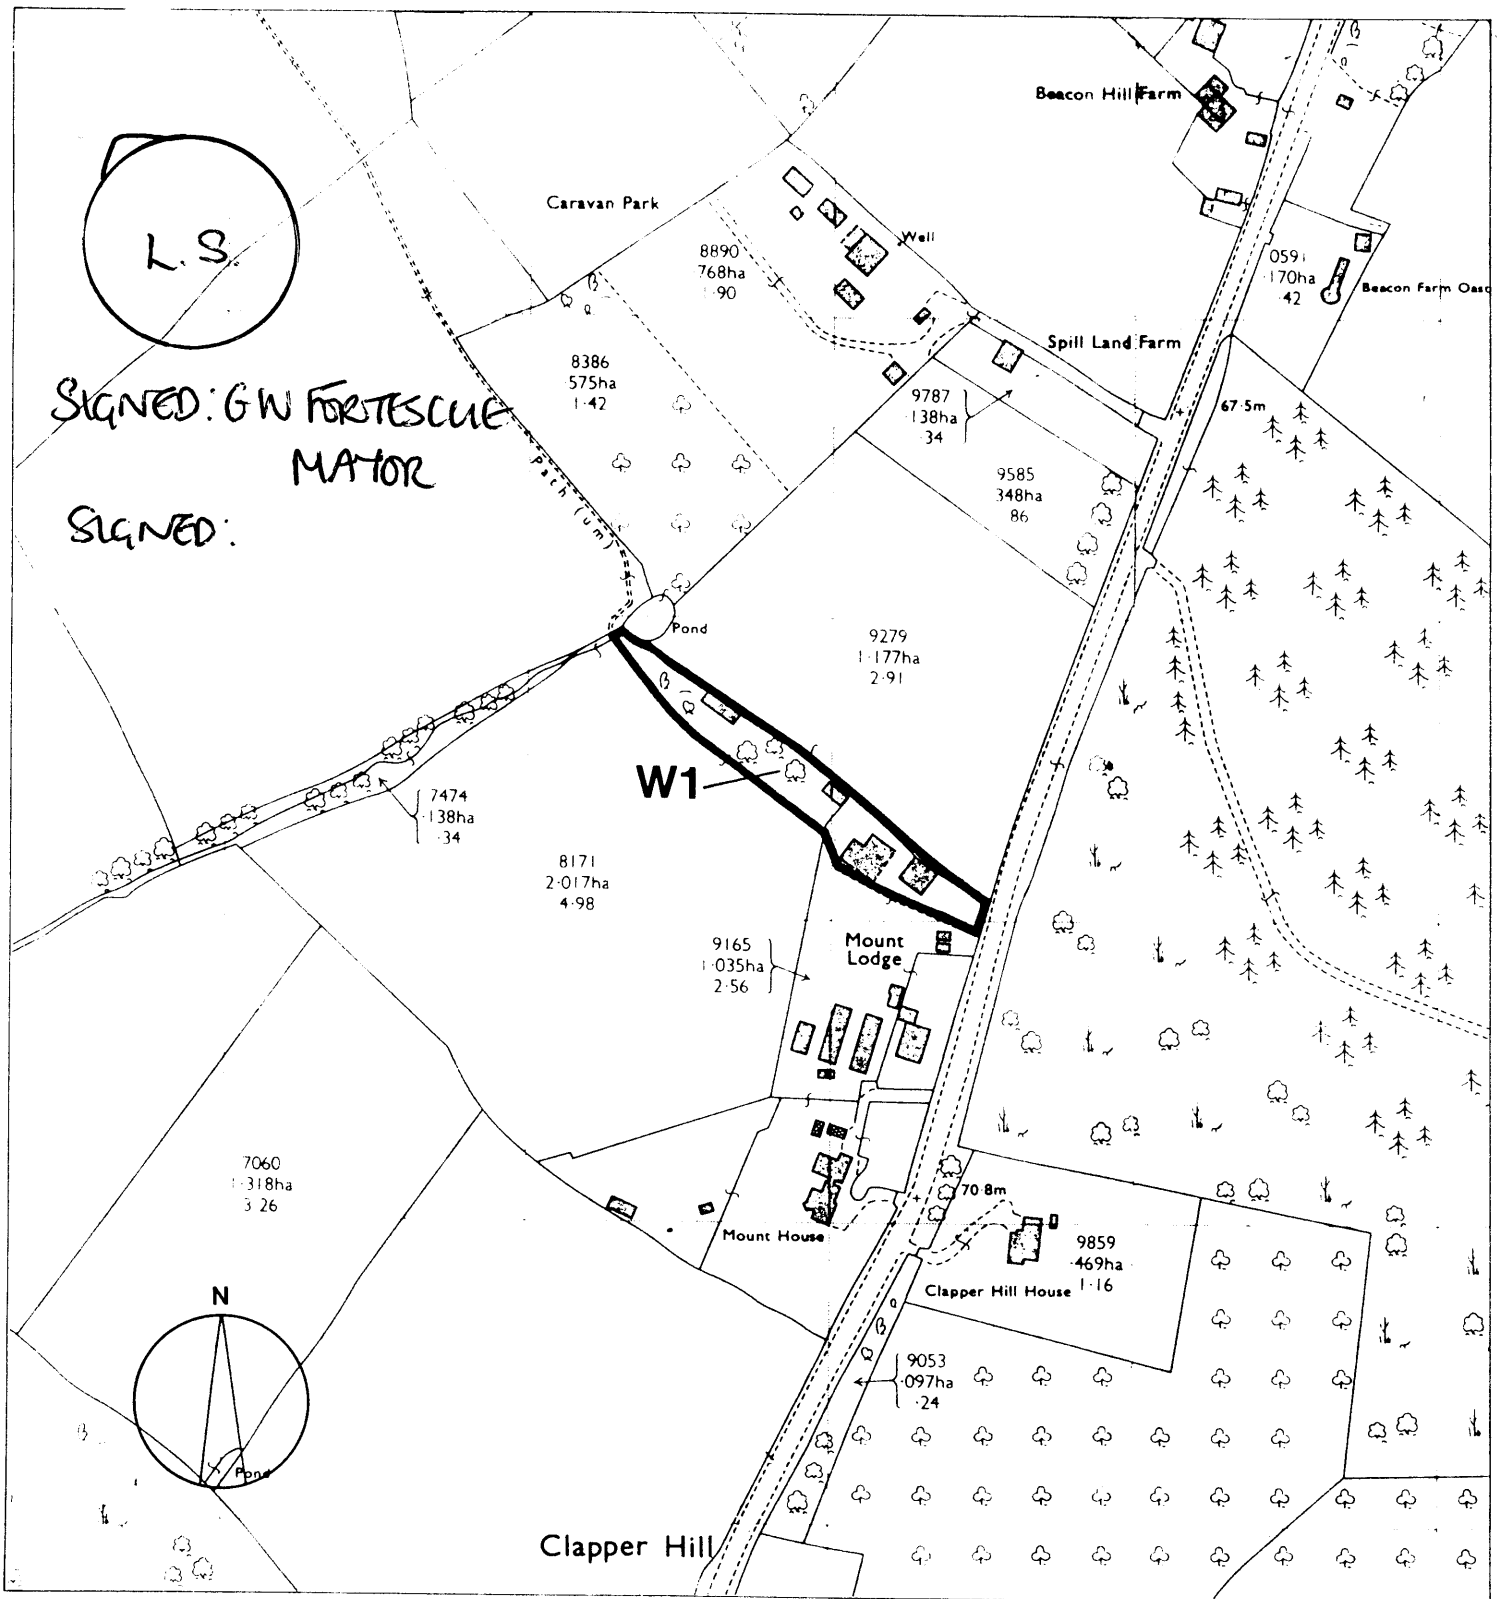 Beacon Hill Farm
Caravan Park
Well
8890
·768ha
1·90
L.S.
0591
·170ha
·42
Beacon Farm Oast
Spill Land Farm
8386
·575ha
1·42
9787
·138ha
·34
67·5m
SIGNED: GW FORTESCUE
MAYOR
SIGNED:
Path (um)
9585
·348ha
·86
Pond
9279
1·177ha
2·91
W1
7474
·138ha
·34
8171
2·017ha
4·98
9165
1·035ha
2·56
Mount
Lodge
7060
1·318ha
3·26
70·8m
Mount House
9859
·469ha
1·16
Clapper Hill House
N
9053
·097ha
·24
Pond
Clapper Hill